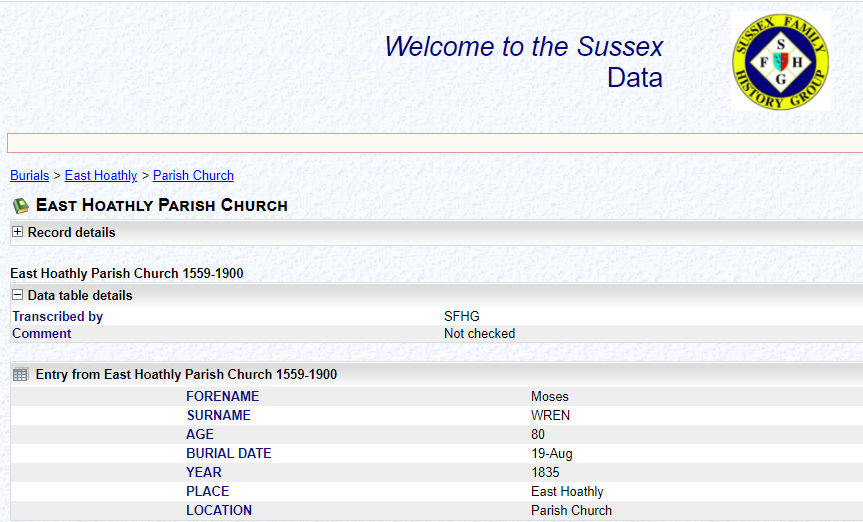 Welcome to the Sussex
Data
SUSSEX FAMILY
HISTORY GROUP
S
F H
G
Burials > East Hoathly > Parish Church
EAST HOATHLY PARISH CHURCH
Record details
East Hoathly Parish Church 1559-1900
Data table details
Transcribed by SFHG
Comment Not checked
Entry from East Hoathly Parish Church 1559-1900
FORENAME Moses
SURNAME WREN
AGE 80
BURIAL DATE 19-Aug
YEAR 1835
PLACE East Hoathly
LOCATION Parish Church